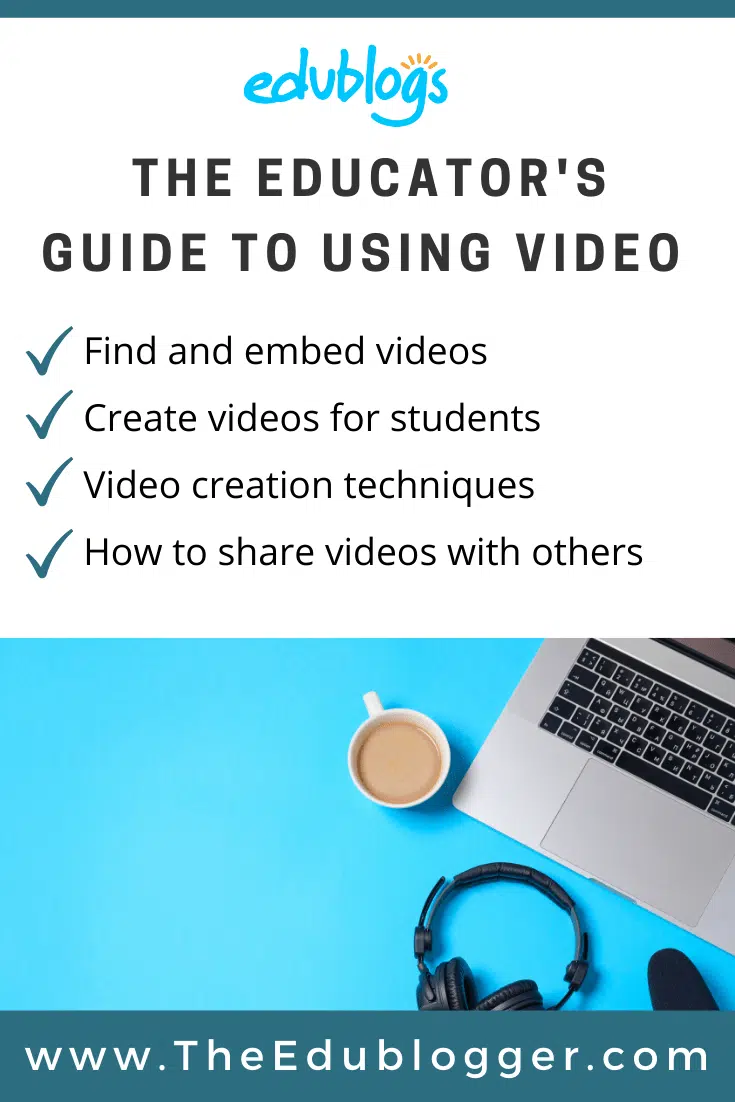 edublogs
THE EDUCATOR'S
GUIDE TO USING VIDEO
Find and embed videos
Create videos for students
Video creation techniques
How to share videos with others
www.TheEdublogger.com